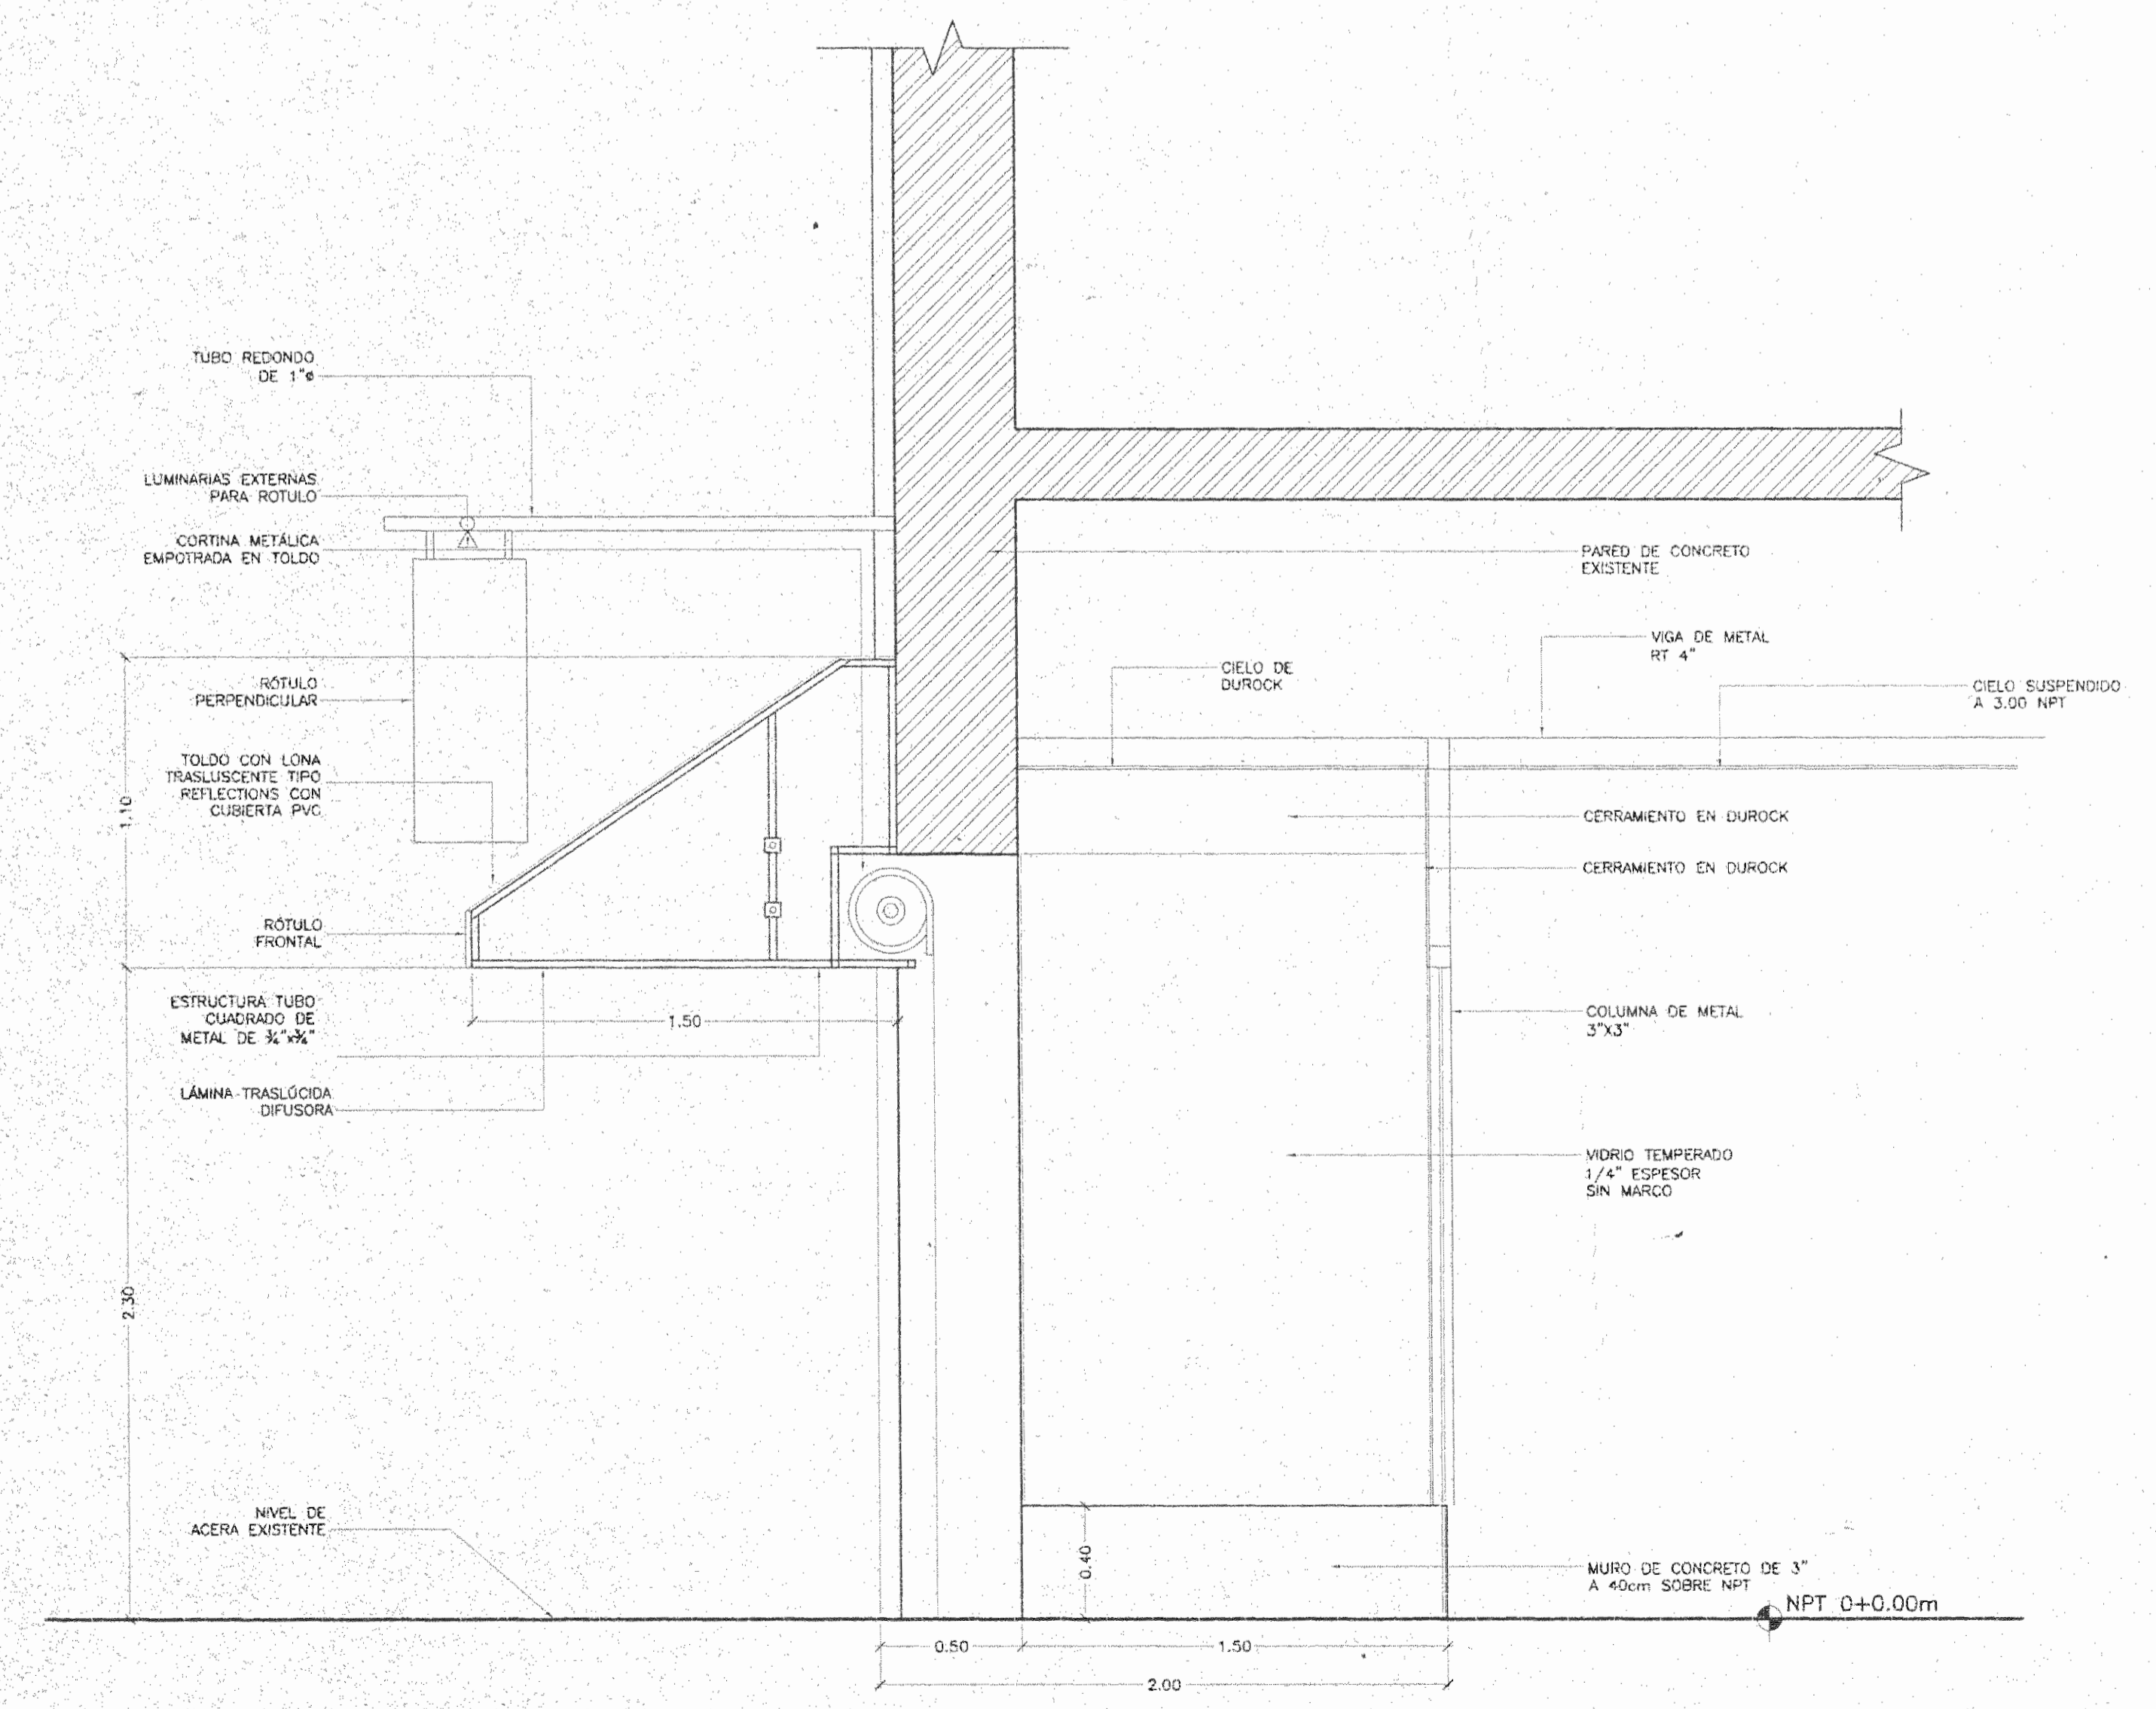 TUBO REDONDO
DE 1"ø
LUMINARIAS EXTERNAS
PARA ROTULO
CORTINA METÁLICA
EMPOTRADA EN TOLDO
RÓTULO
PERPENDICULAR
TOLDO CON LONA
TRASLUSCENTE TIPO
REFLECTIONS CON
CUBIERTA PVC
1.10
RÓTULO
FRONTAL
ESTRUCTURA TUBO
CUADRADO DE
METAL DE ¾"x¾"
1.50
LÁMINA TRASLÚCIDA
DIFUSORA
2.30
NIVEL DE
ACERA EXISTENTE
PARED DE CONCRETO
EXISTENTE
VIGA DE METAL
RT 4"
CIELO DE
DUROCK
CIELO SUSPENDIDO
A 3.00 NPT
CERRAMIENTO EN DUROCK
CERRAMIENTO EN DUROCK
COLUMNA DE METAL
3"X3"
VIDRIO TEMPERADO
1/4" ESPESOR
SIN MARCO
0.40
MURO DE CONCRETO DE 3"
A 40cm SOBRE NPT
NPT 0+0.00m
0.50
1.50
2.00